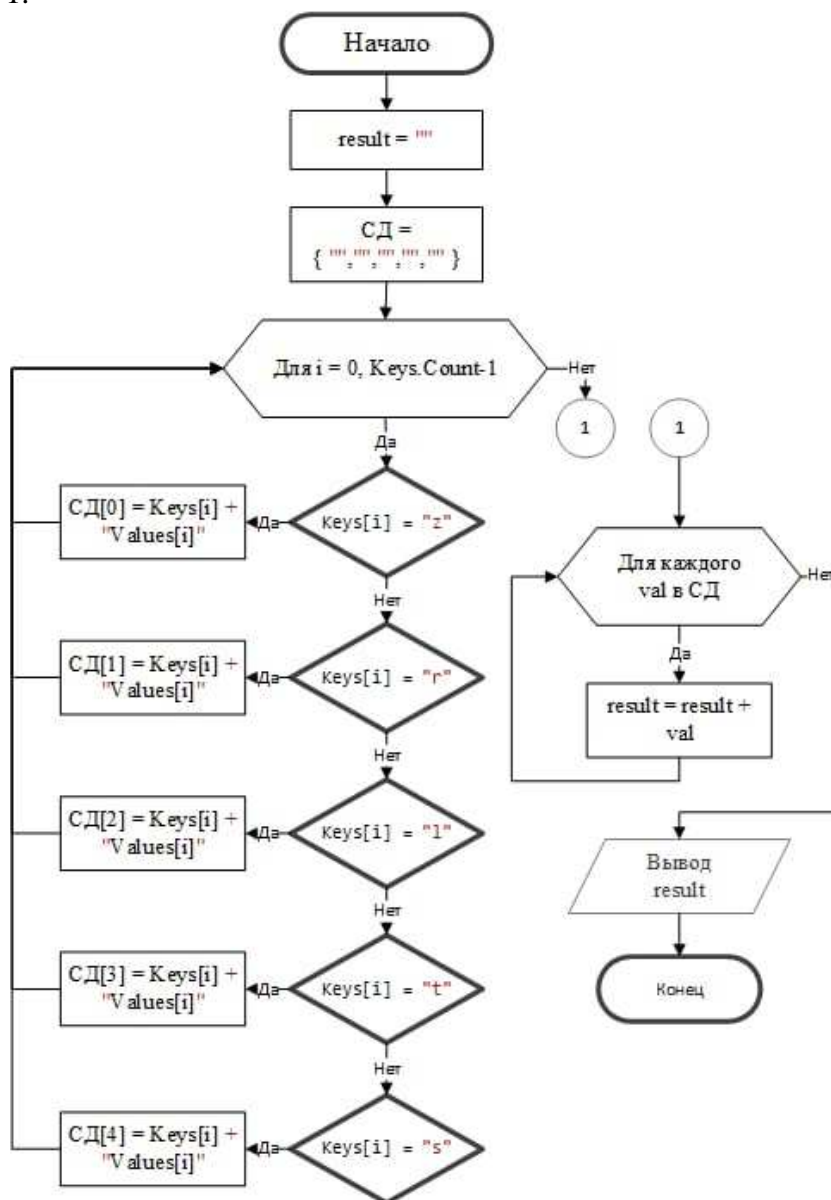 Начало
result = ""
СД =
{ "","","","","" }
Для i = 0, Keys.Count-1
Нет
1
1
Да
СД[0] = Keys[i] +
"Values[i]"
Да
Keys[i] = "z"
Для каждого
val в СД
Нет
Нет
Да
СД[1] = Keys[i] +
"Values[i]"
Да
Keys[i] = "r"
result = result +
val
Нет
СД[2] = Keys[i] +
"Values[i]"
Да
Keys[i] = "l"
Вывод
result
Нет
СД[3] = Keys[i] +
"Values[i]"
Да
Keys[i] = "t"
Конец
Нет
СД[4] = Keys[i] +
"Values[i]"
Да
Keys[i] = "s"